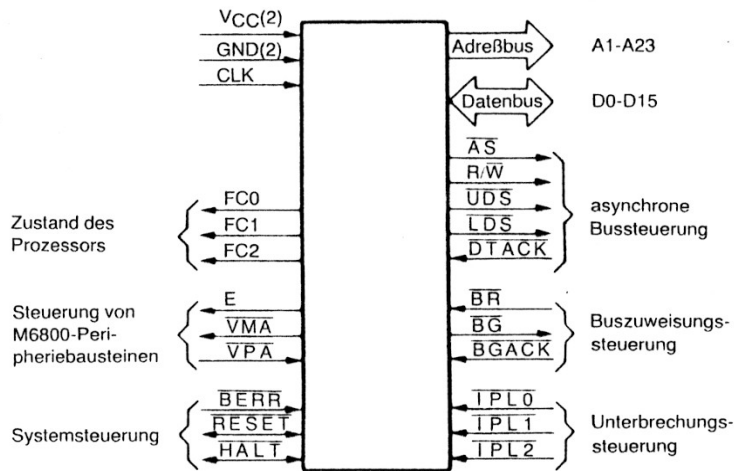 VCC(2)
GND(2)
CLK
Adreßbus
A1-A23
Datenbus
D0-D15
AS
R/W
UDS
LDS
DTACK
asynchrone
Bussteuerung
FC0
FC1
FC2
Zustand des
Prozessors
E
VMA
VPA
Steuerung von
M6800-Peri-
pheriebausteinen
BR
BG
BGACK
Buszuweisungs-
steuerung
BERR
RESET
HALT
Systemsteuerung
IPL0
IPL1
IPL2
Unterbrechungs-
steuerung